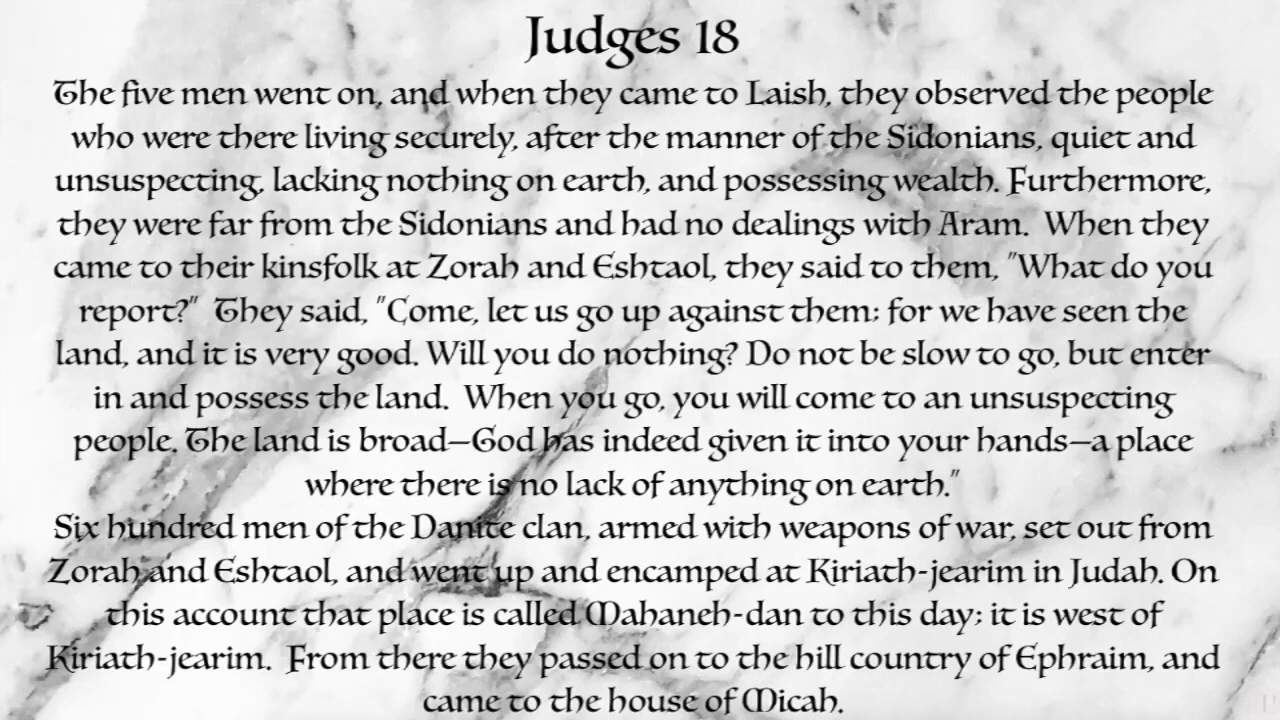 Judges 18
The five men went on, and when they came to Laish, they observed the people
who were there living securely, after the manner of the Sidonians, quiet and
unsuspecting, lacking nothing on earth, and possessing wealth. Furthermore,
they were far from the Sidonians and had no dealings with Aram.  When they
came to their kinsfolk at Zorah and Eshtaol, they said to them, "What do you
report?"  They said, "Come, let us go up against them; for we have seen the
land, and it is very good. Will you do nothing? Do not be slow to go, but enter
in and possess the land.  When you go, you will come to an unsuspecting
people. The land is broad—God has indeed given it into your hands—a place
where there is no lack of anything on earth."
Six hundred men of the Danite clan, armed with weapons of war, set out from
Zorah and Eshtaol, and went up and encamped at Kiriath-jearim in Judah. On
this account that place is called Mahaneh-dan to this day; it is west of
Kiriath-jearim.  From there they passed on to the hill country of Ephraim, and
came to the house of Micah.